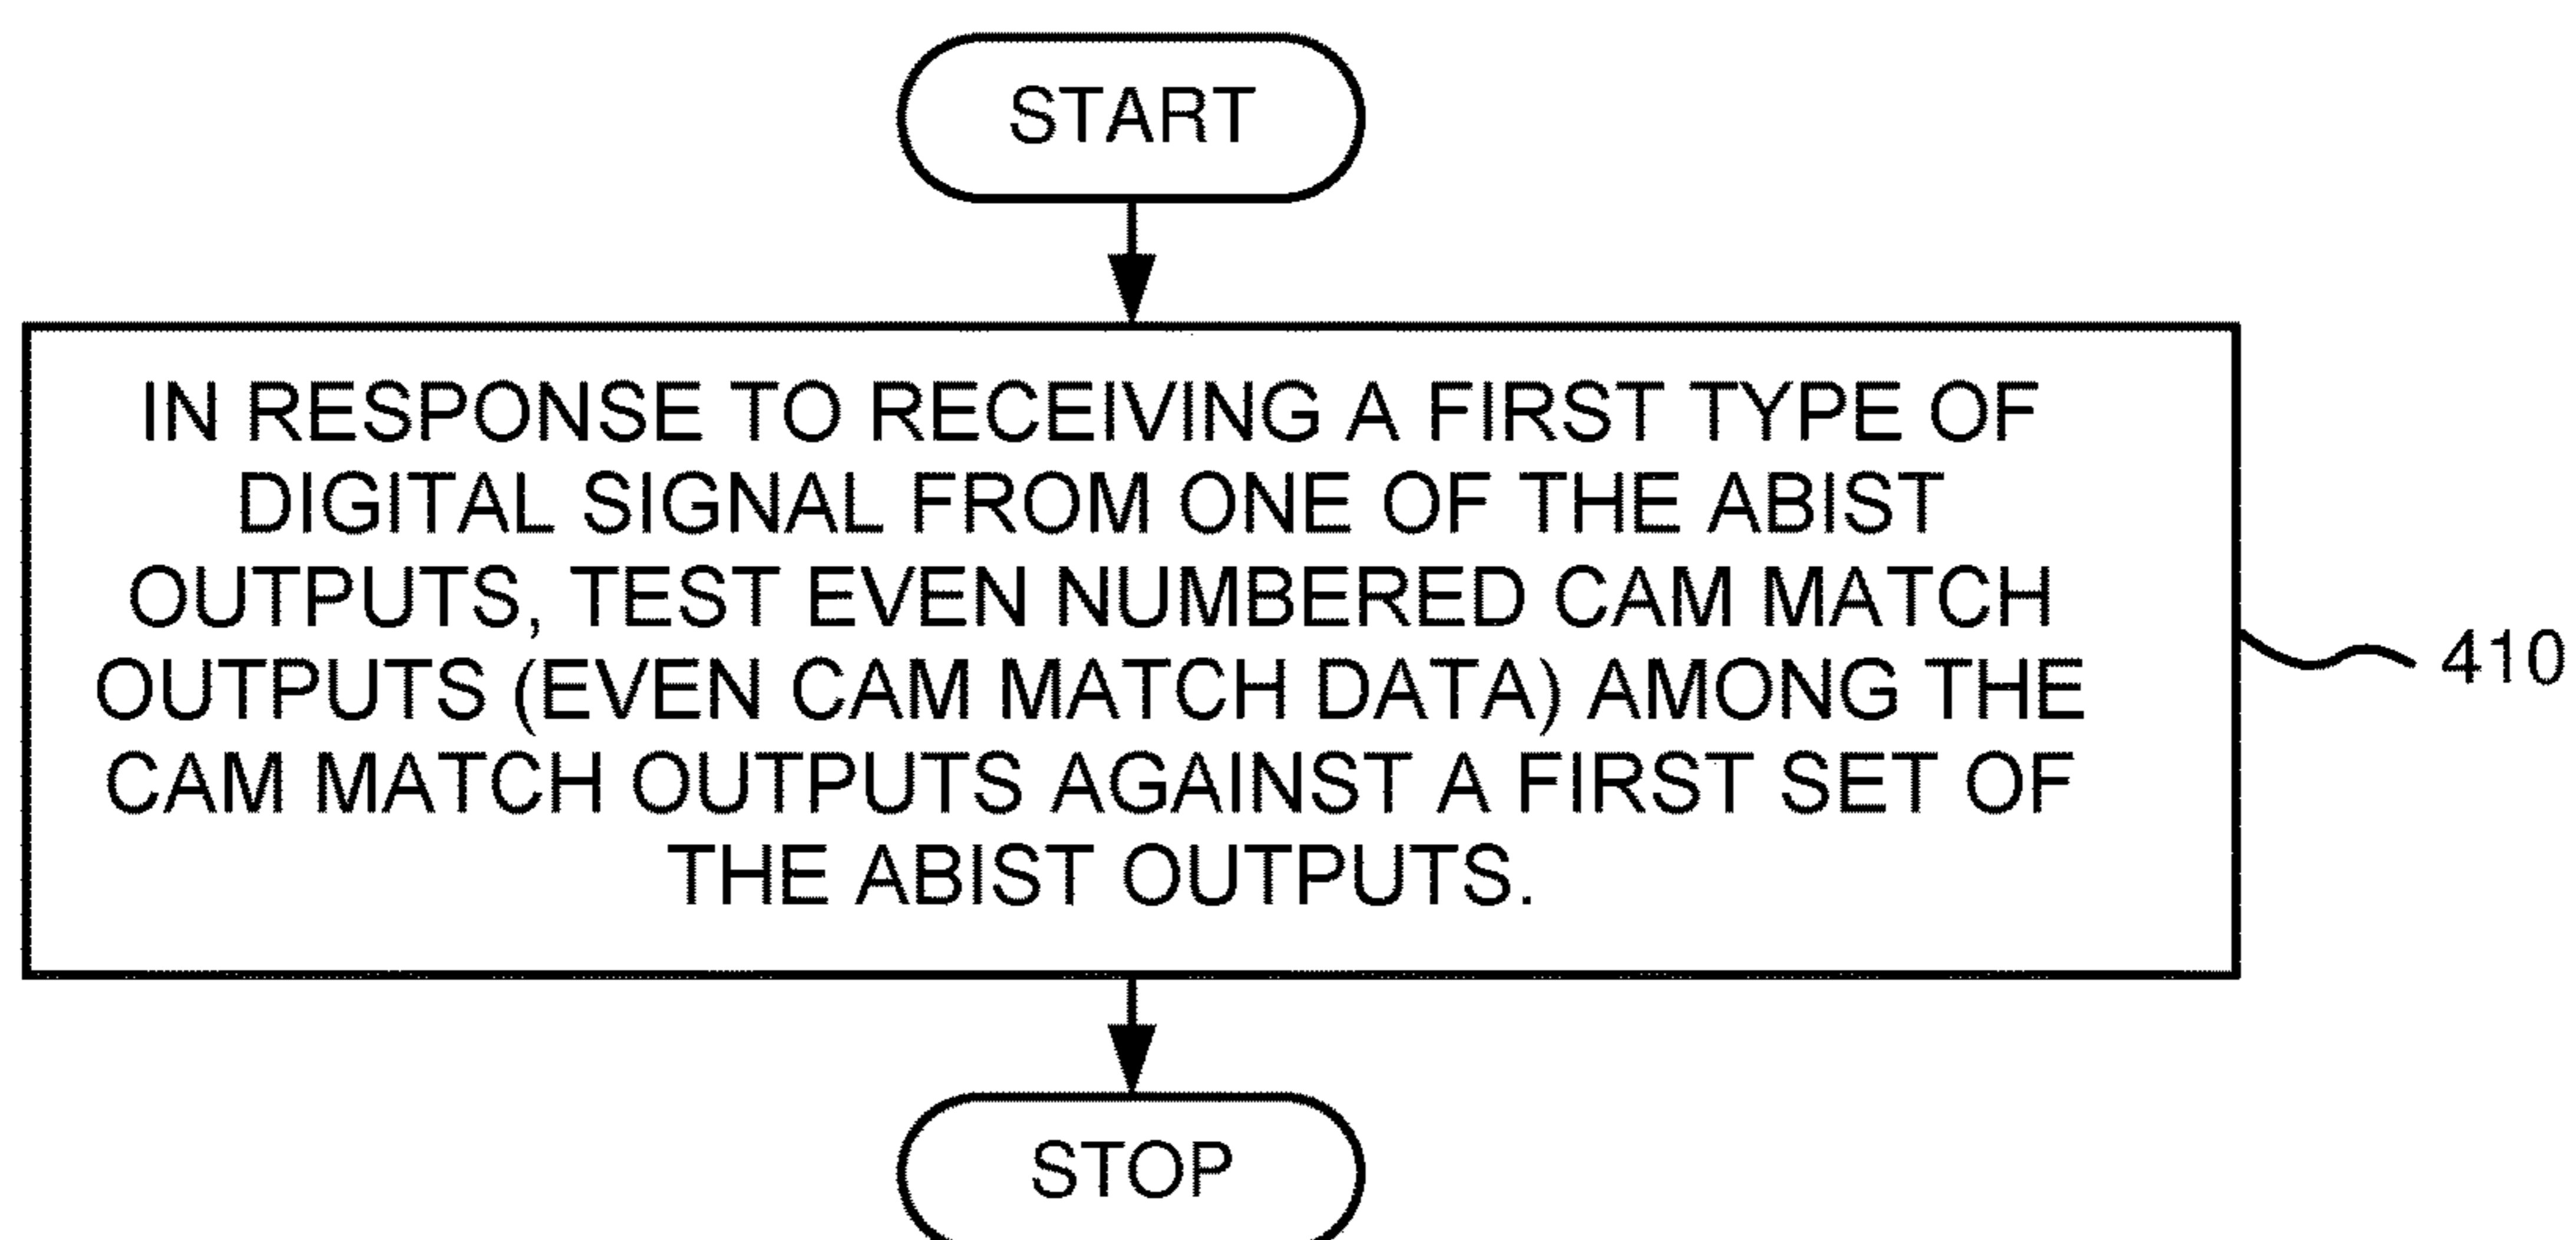 START
IN RESPONSE TO RECEIVING A FIRST TYPE OF
DIGITAL SIGNAL FROM ONE OF THE ABIST
OUTPUTS, TEST EVEN NUMBERED CAM MATCH
OUTPUTS (EVEN CAM MATCH DATA) AMONG THE
CAM MATCH OUTPUTS AGAINST A FIRST SET OF
THE ABIST OUTPUTS.
410
STOP